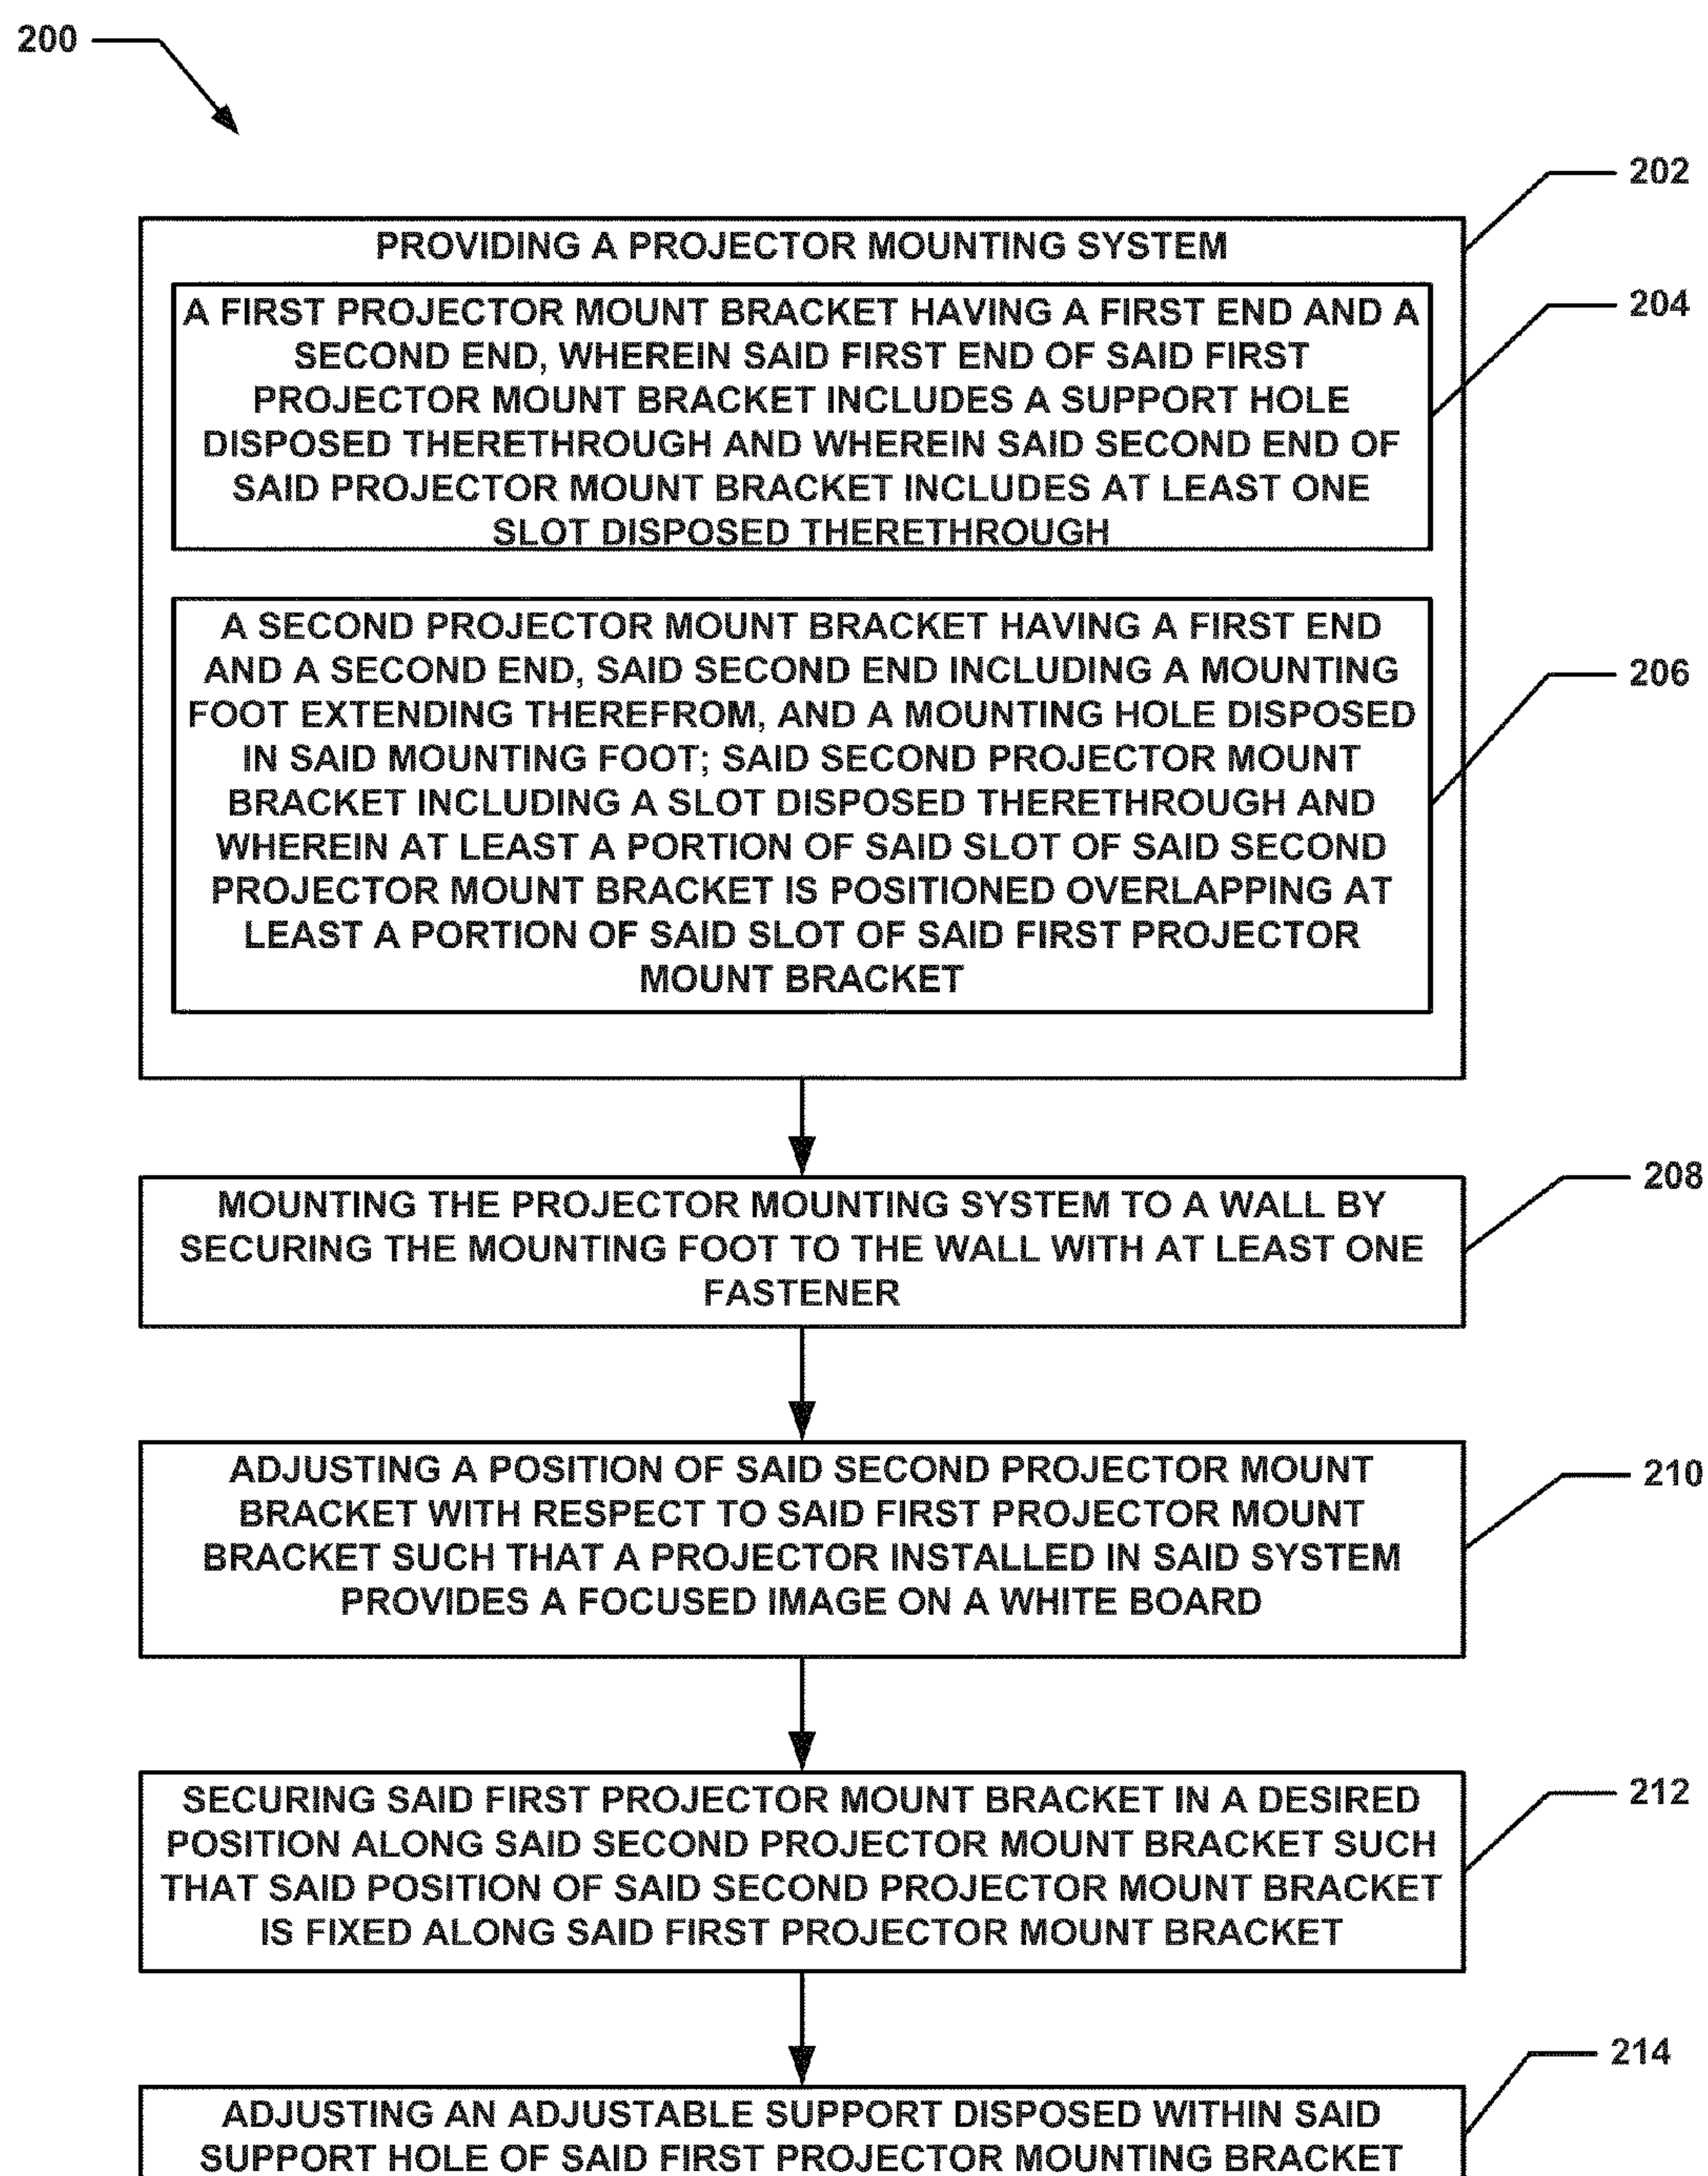 200
202
PROVIDING A PROJECTOR MOUNTING SYSTEM
204
A FIRST PROJECTOR MOUNT BRACKET HAVING A FIRST END AND A
SECOND END, WHEREIN SAID FIRST END OF SAID FIRST
PROJECTOR MOUNT BRACKET INCLUDES A SUPPORT HOLE
DISPOSED THERETHROUGH AND WHEREIN SAID SECOND END OF
SAID PROJECTOR MOUNT BRACKET INCLUDES AT LEAST ONE
SLOT DISPOSED THERETHROUGH
206
A SECOND PROJECTOR MOUNT BRACKET HAVING A FIRST END
AND A SECOND END, SAID SECOND END INCLUDING A MOUNTING
FOOT EXTENDING THEREFROM, AND A MOUNTING HOLE DISPOSED
IN SAID MOUNTING FOOT; SAID SECOND PROJECTOR MOUNT
BRACKET INCLUDING A SLOT DISPOSED THERETHROUGH AND
WHEREIN AT LEAST A PORTION OF SAID SLOT OF SAID SECOND
PROJECTOR MOUNT BRACKET IS POSITIONED OVERLAPPING AT
LEAST A PORTION OF SAID SLOT OF SAID FIRST PROJECTOR
MOUNT BRACKET
208
MOUNTING THE PROJECTOR MOUNTING SYSTEM TO A WALL BY
SECURING THE MOUNTING FOOT TO THE WALL WITH AT LEAST ONE
FASTENER
210
ADJUSTING A POSITION OF SAID SECOND PROJECTOR MOUNT
BRACKET WITH RESPECT TO SAID FIRST PROJECTOR MOUNT
BRACKET SUCH THAT A PROJECTOR INSTALLED IN SAID SYSTEM
PROVIDES A FOCUSED IMAGE ON A WHITE BOARD
212
SECURING SAID FIRST PROJECTOR MOUNT BRACKET IN A DESIRED
POSITION ALONG SAID SECOND PROJECTOR MOUNT BRACKET SUCH
THAT SAID POSITION OF SAID SECOND PROJECTOR MOUNT BRACKET
IS FIXED ALONG SAID FIRST PROJECTOR MOUNT BRACKET
214
ADJUSTING AN ADJUSTABLE SUPPORT DISPOSED WITHIN SAID
SUPPORT HOLE OF SAID FIRST PROJECTOR MOUNTING BRACKET